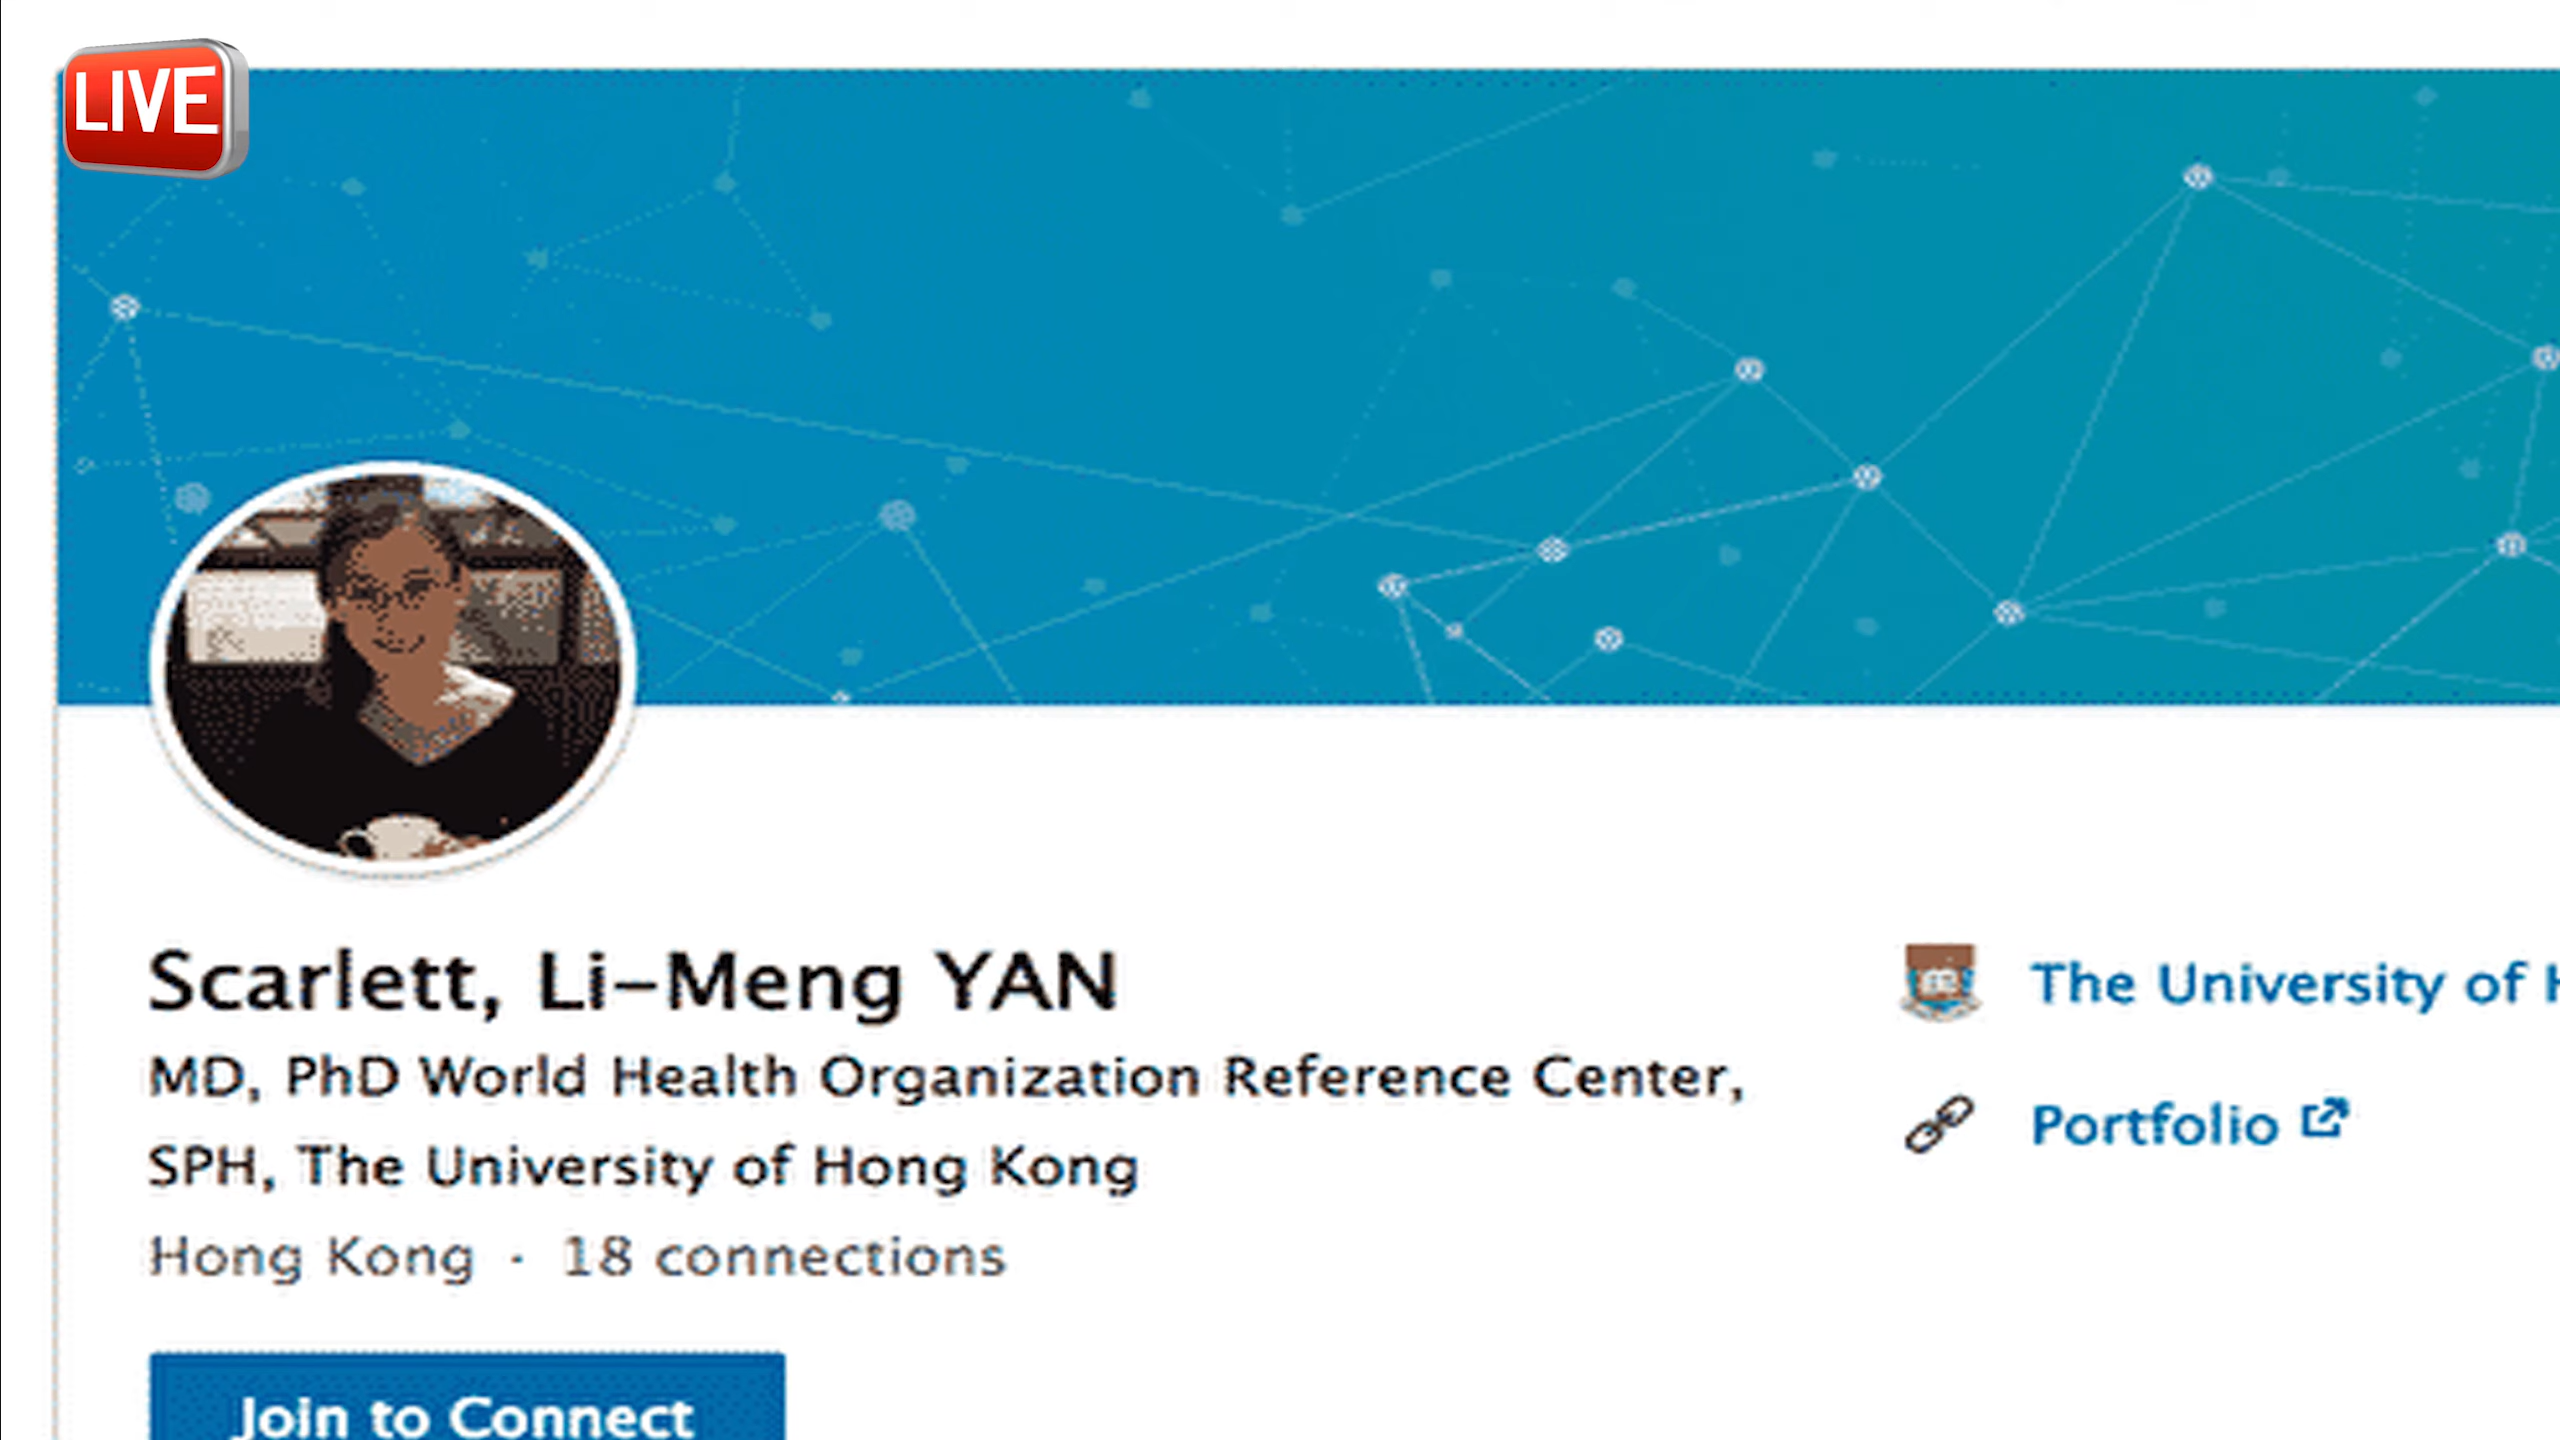 LIVE
Scarlett, Li-Meng YAN
MD, PhD World Health Organization Reference Center,
SPH, The University of Hong Kong
Hong Kong · 18 connections
Join to Connect
The University of
Portfolio